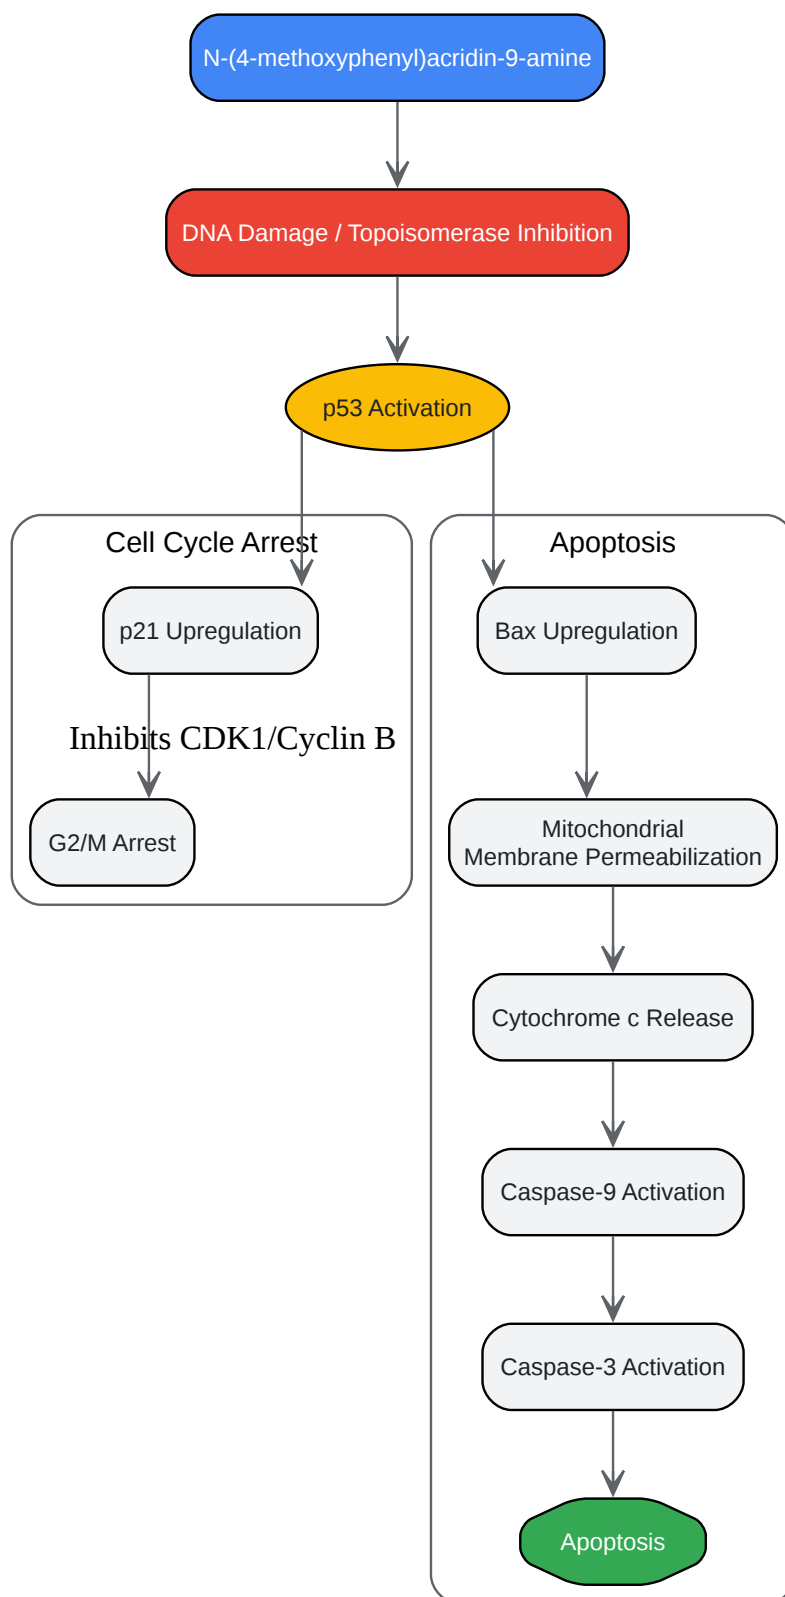 N-(4-methoxyphenyl)acridin-9-amine
DNA Damage / Topoisomerase Inhibition
p53 Activation
Cell Cycle Arrest
p21 Upregulation
Inhibits CDK1/Cyclin B
G2/M Arrest
Apoptosis
Bax Upregulation
Mitochondrial
Membrane Permeabilization
Cytochrome c Release
Caspase-9 Activation
Caspase-3 Activation
Apoptosis